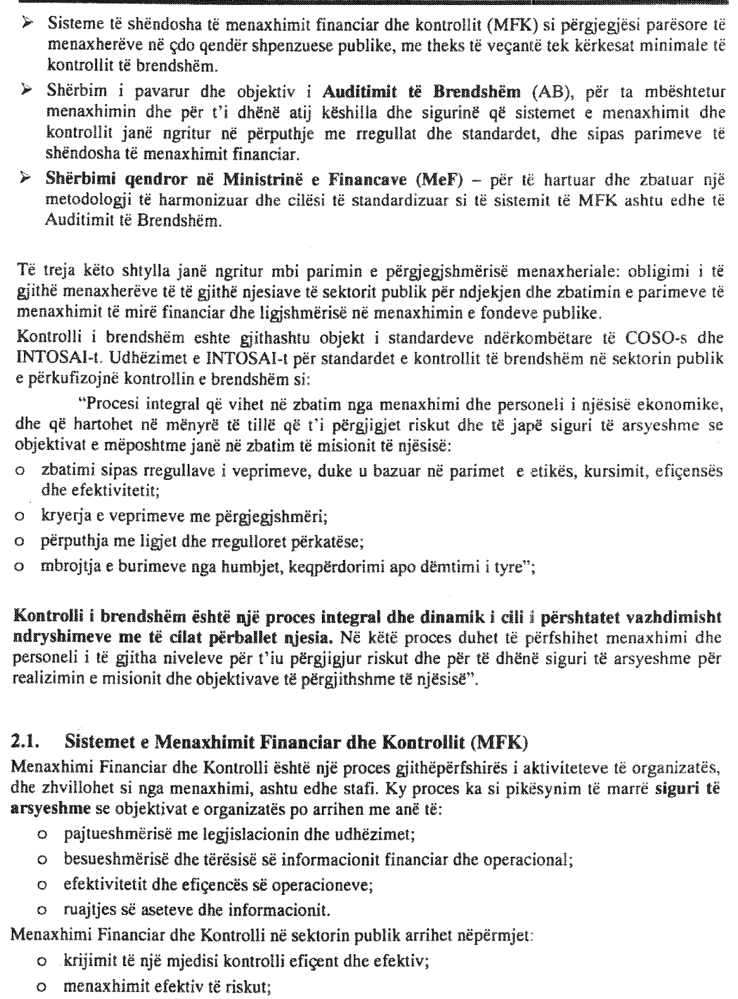 ➤ Sisteme të shëndosha të menaxhimit financiar dhe kontrollit (MFK) si përgjegjësi parësore të
menaxherëve në çdo qendër shpenzuese publike, me theks të veçantë tek kërkesat minimale të
kontrollit të brendshëm.
➤ Shërbim i pavarur dhe objektiv i Auditimit të Brendshëm (AB), për ta mbështetur
menaxhimin dhe për t’i dhënë atij këshilla dhe sigurinë që sistemet e menaxhimit dhe
kontrollit janë ngritur në përputhje me rregullat dhe standardet, dhe sipas parimeve të
shëndosha të menaxhimit financiar.
➤ Shërbimi qendror në Ministrinë e Financave (MeF) – për të hartuar dhe zbatuar një
metodologji të harmonizuar dhe cilësi të standardizuar si të sistemit të MFK ashtu edhe të
Auditimit të Brendshëm.
Të treja këto shtylla janë ngritur mbi parimin e përgjegjshmërisë menaxheriale: obligimi i të
gjithë menaxherëve të të gjithë njesiave të sektorit publik për ndjekjen dhe zbatimin e parimeve të
menaxhimit të mirë financiar dhe ligjshmërisë në menaxhimin e fondeve publike.
Kontrolli i brendshëm eshte gjithashtu objekt i standardeve ndërkombëtare të COSO-s dhe
INTOSAI-t. Udhëzimet e INTOSAI-t për standardet e kontrollit të brendshëm në sektorin publik
e përkufizojnë kontrollin e brendshëm si:
“Procesi integral që vihet në zbatim nga menaxhimi dhe personeli i njësisë ekonomike,
dhe që hartohet në mënyrë të tillë që t’i përgjigjet riskut dhe të japë siguri të arsyeshme se
objektivat e mëposhtme janë në zbatim të misionit të njësisë:
o zbatimi sipas rregullave i veprimeve, duke u bazuar në parimet e etikës, kursimit, efiçensës
dhe efektivitetit;
o kryerja e veprimeve me përgjegjshmëri;
o përputhja me ligjet dhe rregulloret përkatëse;
o mbrojtja e burimeve nga humbjet, keqpërdorimi apo dëmtimi i tyre”;
Kontrolli i brendshëm është një proces integral dhe dinamik i cili i përshtatet vazhdimisht
ndryshimeve me të cilat përballet njesia. Në këtë proces duhet të përfshihet menaxhimi dhe
personeli i të gjitha niveleve për t’iu përgjigjur riskut dhe për të dhënë siguri të arsyeshme për
realizimin e misionit dhe objektivave të përgjithshme të njësisë”.
2.1. Sistemet e Menaxhimit Financiar dhe Kontrollit (MFK)
Menaxhimi Financiar dhe Kontrolli është një proces gjithëpërfshirës i aktiviteteve të organizatës,
dhe zhvillohet si nga menaxhimi, ashtu edhe stafi. Ky proces ka si pikësynim të marrë siguri të
arsyeshme se objektivat e organizatës po arrihen me anë të:
o pajtueshmërisë me legjislacionin dhe udhëzimet;
o besueshmërisë dhe tërësisë së informacionit financiar dhe operacional;
o efektivitetit dhe efiçencës së operacioneve;
o ruajtjes së aseteve dhe informacionit.
Menaxhimi Financiar dhe Kontrolli në sektorin publik arrihet nëpërmjet:
o krijimit të një mjedisi kontrolli efiçent dhe efektiv;
o menaxhimit efektiv të riskut;